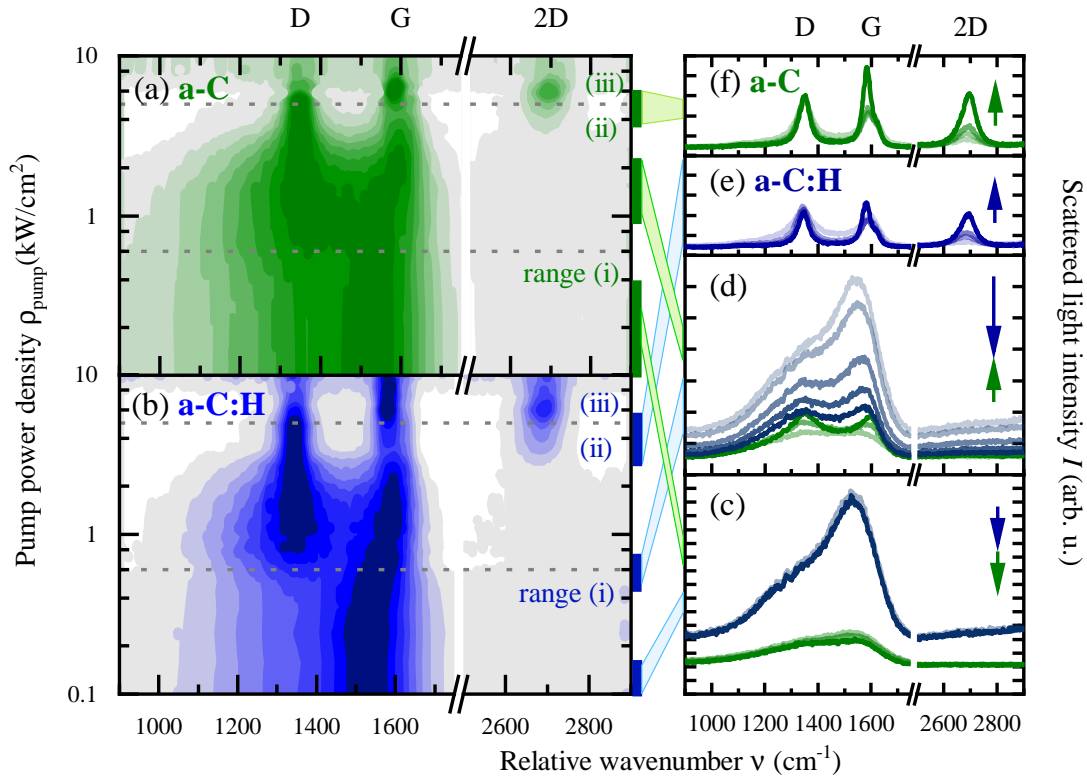 D G 2D D G 2D
10
(a) a-C
(iii)
(ii)
1
range (i)
10
(b) a-C:H
(iii)
(ii)
1
range (i)
0.1
1000 1200 1400 1600 2600 2800
Pump power density ρpump(kW/cm²)
(f) a-C
(e) a-C:H
(d)
(c)
1000 1200 1400 1600 2600 2800
Scattered light intensity I (arb. u.)
Relative wavenumber ν (cm⁻¹)